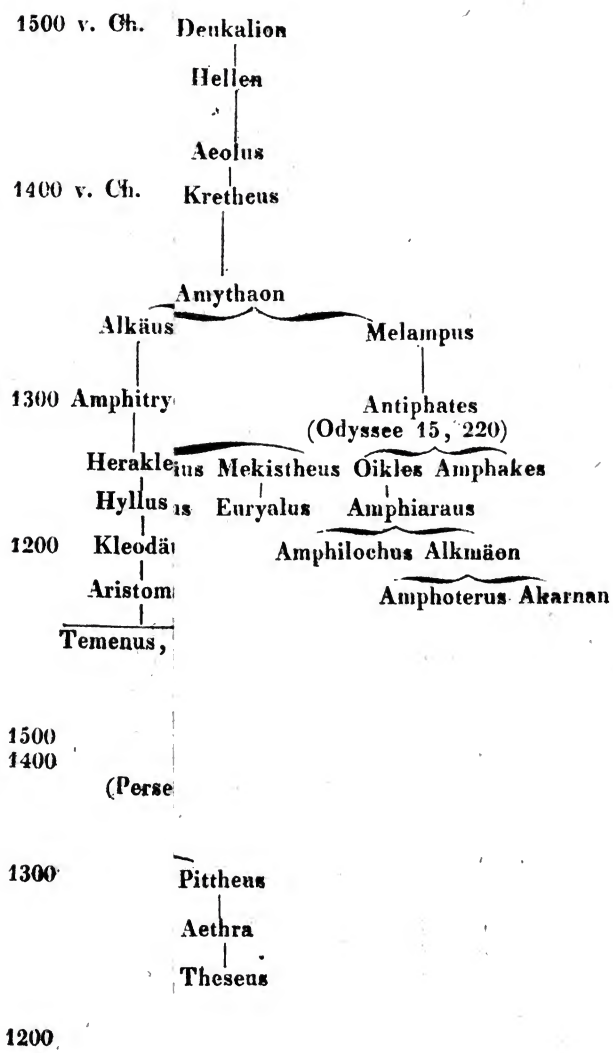 1500 v. Ch. Deukalion
Hellen
Aeolus
1400 v. Ch. Kretheus
Amythaon
Alkäus Melampus
1300 Amphitry Antiphates
(Odyssee 15, 220)
Herakle ius Mekistheus Oikles Amphakes
Hyllus is Euryalus Amphiaraus
1200 Kleodäu Amphilochus Alkmäon
Aristom Amphoterus Akarnan
Temenus,
1500
1400
(Perse
1300 Pittheus
Aethra
Theseus
1200